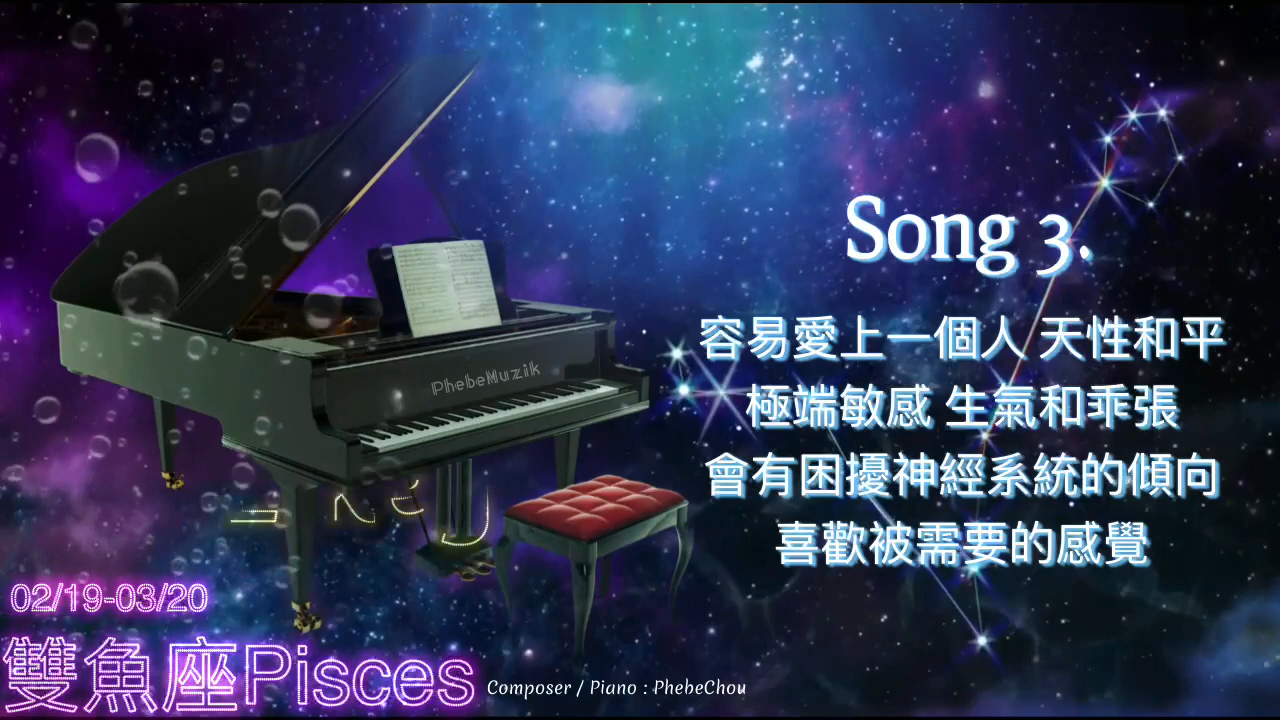 Song 3.
容易愛上一個人 天性和平
極端敏感 生氣和乖張
會有困擾神經系統的傾向
喜歡被需要的感覺
PhebeMuzik
02/19-03/20
雙魚座Pisces
Composer / Piano : PhebeChou